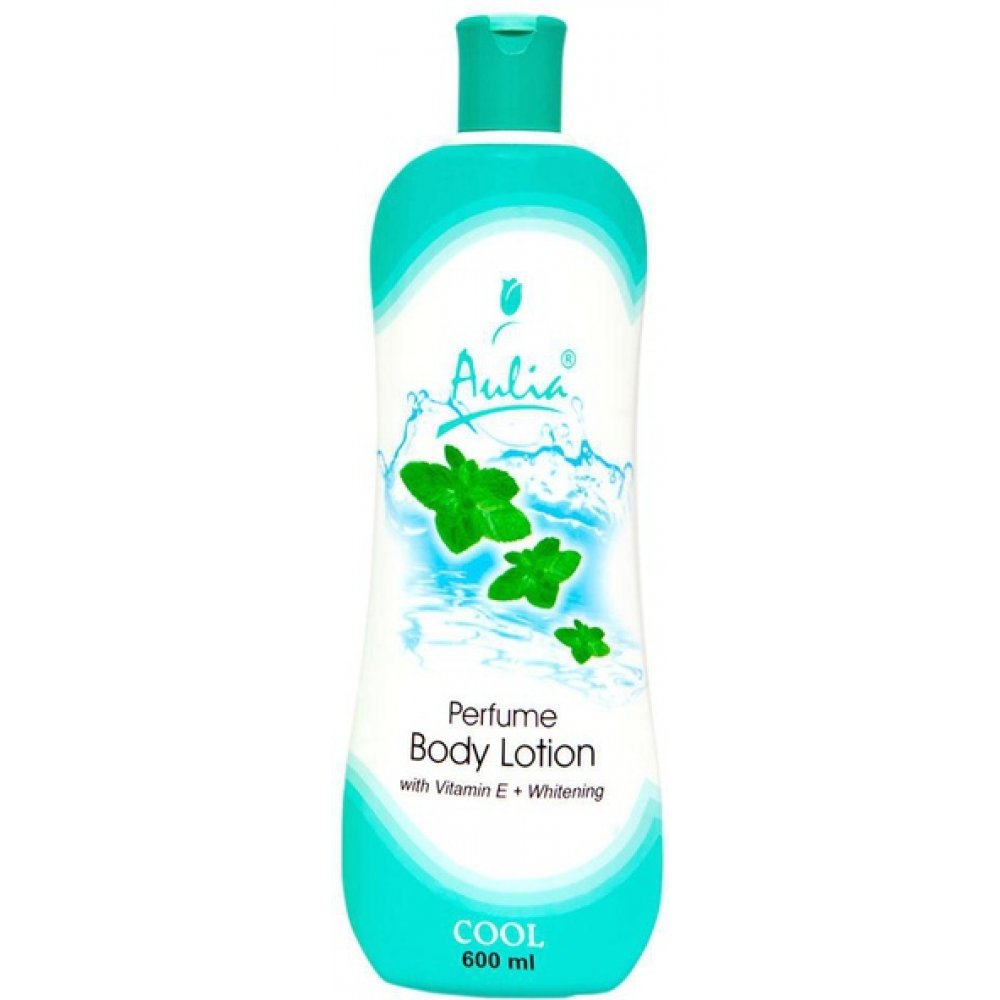 Aulia®
Perfume
Body Lotion
with Vitamin E + Whitening
COOL
600 ml